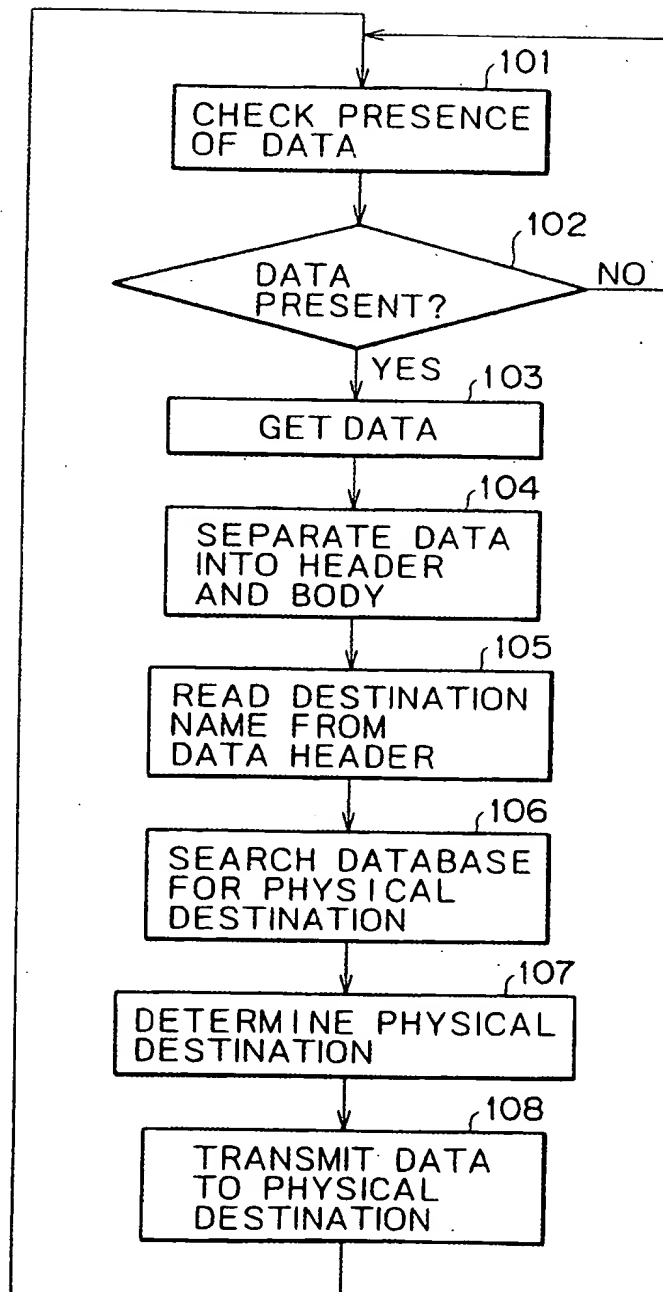 101
CHECK PRESENCE
OF DATA
102
DATA
PRESENT?
NO
YES
103
GET DATA
104
SEPARATE DATA
INTO HEADER
AND BODY
105
READ DESTINATION
NAME FROM
DATA HEADER
106
SEARCH DATABASE
FOR PHYSICAL
DESTINATION
107
DETERMINE PHYSICAL
DESTINATION
108
TRANSMIT DATA
TO PHYSICAL
DESTINATION